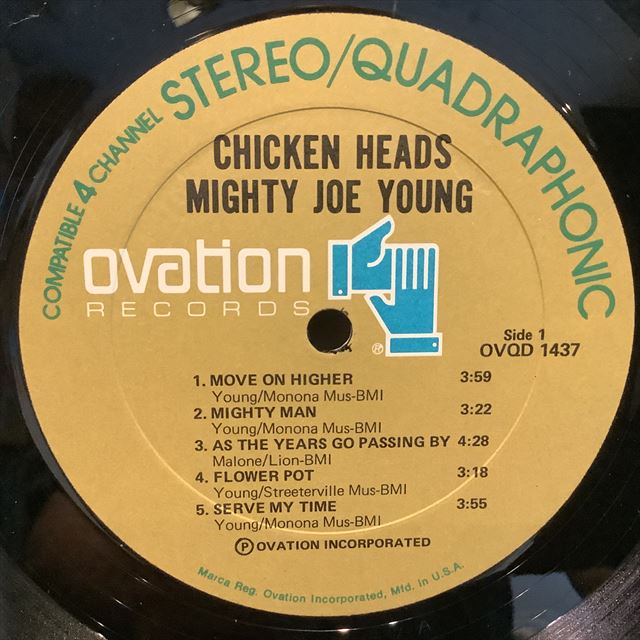 COMPATIBLE 4 CHANNEL STEREO/QUADRAPHONIC
CHICKEN HEADS
MIGHTY JOE YOUNG
ovation
RECORDS
®
Side 1
OVQD 1437
1. MOVE ON HIGHER 3:59
Young/Monona Mus-BMI
2. MIGHTY MAN 3:22
Young/Monona Mus-BMI
3. AS THE YEARS GO PASSING BY 4:28
Malone/Lion-BMI
4. FLOWER POT 3:18
Young/Streeterville Mus-BMI
5. SERVE MY TIME 3:55
Young/Monona Mus-BMI
℗ OVATION INCORPORATED
Marca Reg. Ovation Incorporated, Mfd. in U.S.A.